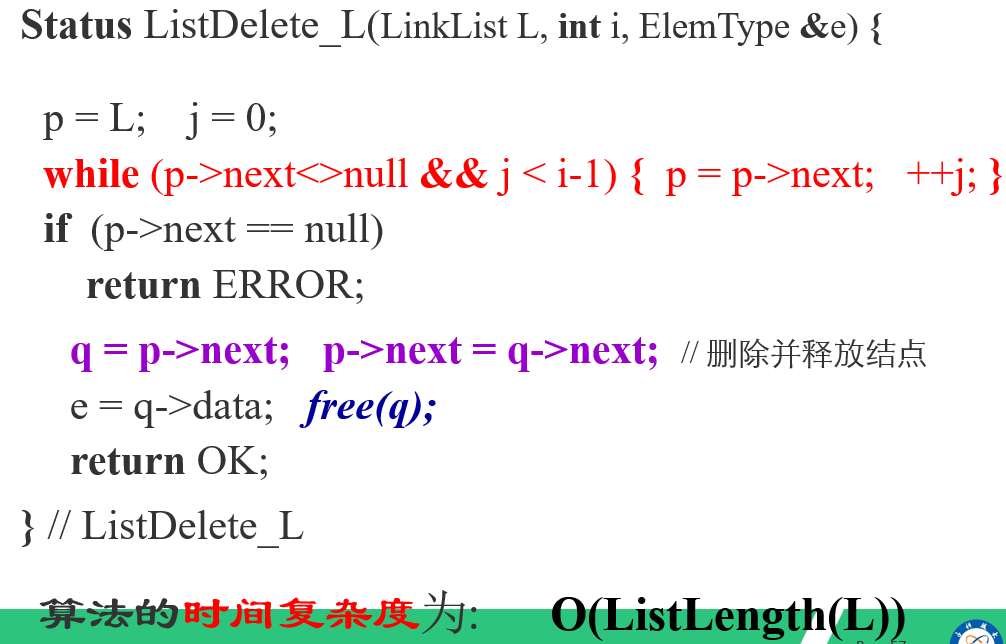 Status ListDelete_L(LinkList L, int i, ElemType &e) {
p = L; j = 0;
while (p->next<>null && j < i-1) { p = p->next; ++j; }
if (p->next == null)
return ERROR;
q = p->next; p->next = q->next; // 删除并释放结点
e = q->data; free(q);
return OK;
} // ListDelete_L
算法的时间复杂度为: O(ListLength(L))